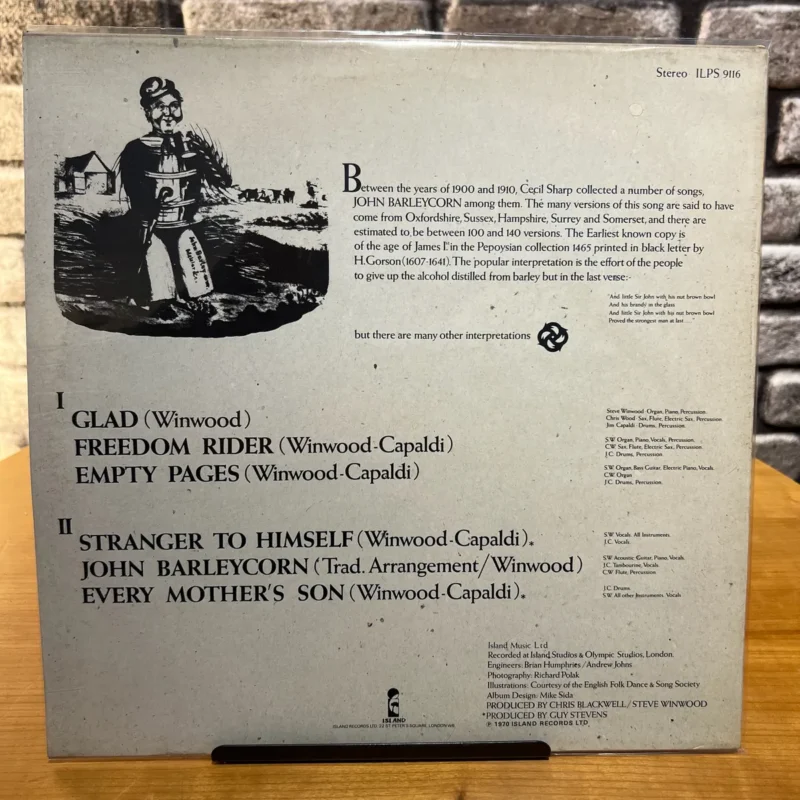 Stereo ILPS 9116
Between the years of 1900 and 1910, Cecil Sharp collected a number of songs,
JOHN BARLEYCORN among them. The many versions of this song are said to have
come from Oxfordshire, Sussex, Hampshire, Surrey and Somerset, and there are
estimated to be between 100 and 140 versions. The Earliest known copy is
of the age of James I" in the Pepoysian collection 1465 printed in black letter by
H.Gorson (1607-1641). The popular interpretation is the effort of the people
to give up the alcohol distilled from barley but in the last verse:-
"And little Sir John with his nut brown bowl
And his brandy in the glass
And little Sir John with his nut brown bowl
Proved the strongest man at last
but there are many other interpretations
I
GLAD (Winwood)
FREEDOM RIDER (Winwood-Capaldi)
EMPTY PAGES (Winwood-Capaldi)
Steve Winwood Organ, Piano, Percussion.
Chris Wood Sax, Flute, Electric Sax, Percussion.
Jim Capaldi Drums, Percussion.
S.W Organ, Piano, Vocals, Percussion.
C.W Sax, Flute, Electric Sax, Percussion.
J.C. Drums, Percussion.
S.W. Organ, Bass Guitar, Electric Piano, Vocals.
C.W Organ
J.C. Drums, Percussion
II
STRANGER TO HIMSELF (Winwood-Capaldi).*
JOHN BARLEYCORN (Trad. Arrangement/Winwood)
EVERY MOTHER'S SON (Winwood-Capaldi).*
S.W Vocals. All Instruments.
J.C. Vocals.
S.W Acoustic Guitar, Piano, Vocals.
J.C. Tambourine, Vocals.
C.W Flute, Percussion
J.C. Drums
S.W. All other Instruments. Vocals
Island Music Ltd
Recorded at Island Studios & Olympic Studios, London.
Engineers: Brian Humphries/Andrew Johns
Photography: Richard Polak
Illustrations: Courtesy of the English Folk Dance & Song Society
Album Design: Mike Sida
PRODUCED BY CHRIS BLACKWELL/STEVE WINWOOD
*PRODUCED BY GUY STEVENS
℗ 1970 ISLAND RECORDS LTD
ISLAND
ISLAND RECORDS LTD ST PETER'S SQUARE, LONDON W6